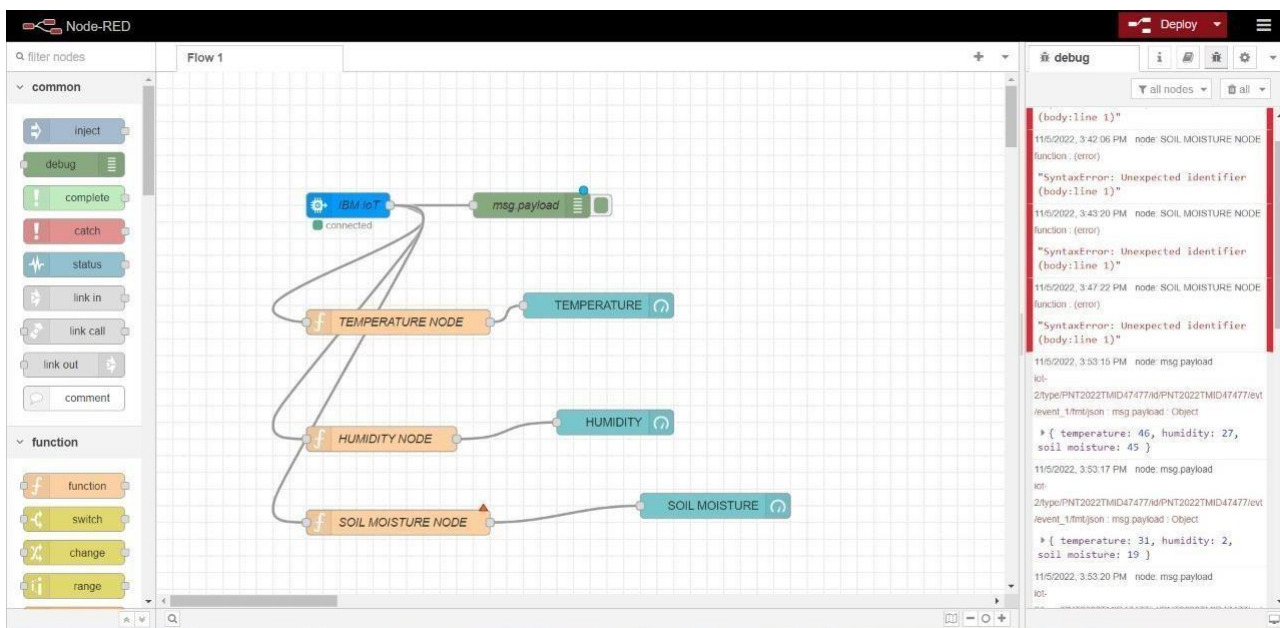 Node-RED
Deploy
filter nodes
common
inject
debug
complete
catch
status
link in
link call
link out
comment
function
function
switch
change
range
Flow 1
IBM IoT
connected
msg.payload
TEMPERATURE NODE
TEMPERATURE
HUMIDITY NODE
HUMIDITY
SOIL MOISTURE NODE
SOIL MOISTURE
debug
all nodes
all
(body:line 1)"
11/5/2022, 3:42:06 PM node: SOIL MOISTURE NODE
function : (error)
"SyntaxError: Unexpected identifier
(body:line 1)"
11/5/2022, 3:43:20 PM node: SOIL MOISTURE NODE
function : (error)
"SyntaxError: Unexpected identifier
(body:line 1)"
11/5/2022, 3:47:22 PM node: SOIL MOISTURE NODE
function : (error)
"SyntaxError: Unexpected identifier
(body:line 1)"
11/5/2022, 3:53:15 PM node: msg.payload
iot-
2/type/PNT2022TMID47477/id/PNT2022TMID47477/evt
/event_1/fmt/json : msg.payload : Object
{ temperature: 46, humidity: 27,
soil moisture: 45 }
11/5/2022, 3:53:17 PM node: msg.payload
iot-
2/type/PNT2022TMID47477/id/PNT2022TMID47477/evt
/event_1/fmt/json : msg.payload : Object
{ temperature: 31, humidity: 2,
soil moisture: 19 }
11/5/2022, 3:53:20 PM node: msg.payload
iot-